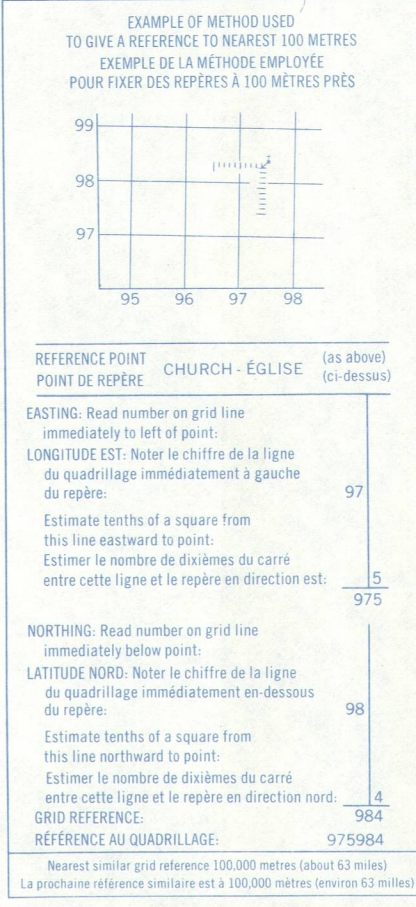 EXAMPLE OF METHOD USED
TO GIVE A REFERENCE TO NEAREST 100 METRES
EXEMPLE DE LA MÉTHODE EMPLOYÉE
POUR FIXER DES REPÈRES À 100 MÈTRES PRÈS
99
98
97
95 96 97 98
REFERENCE POINT
POINT DE REPÈRE
CHURCH - ÉGLISE
(as above)
(ci-dessus)
EASTING: Read number on grid line
immediately to left of point:
LONGITUDE EST: Noter le chiffre de la ligne
du quadrillage immédiatement à gauche
du repère: 97
Estimate tenths of a square from
this line eastward to point:
Estimer le nombre de dixièmes du carré
entre cette ligne et le repère en direction est: 5
975
NORTHING: Read number on grid line
immediately below point:
LATITUDE NORD: Noter le chiffre de la ligne
du quadrillage immédiatement en-dessous
du repère: 98
Estimate tenths of a square from
this line northward to point:
Estimer le nombre de dixièmes du carré
entre cette ligne et le repère en direction nord: 4
GRID REFERENCE: 984
RÉFÉRENCE AU QUADRILLAGE: 975984
Nearest similar grid reference 100,000 metres (about 63 miles)
La prochaine référence similaire est à 100,000 mètres (environ 63 miles)